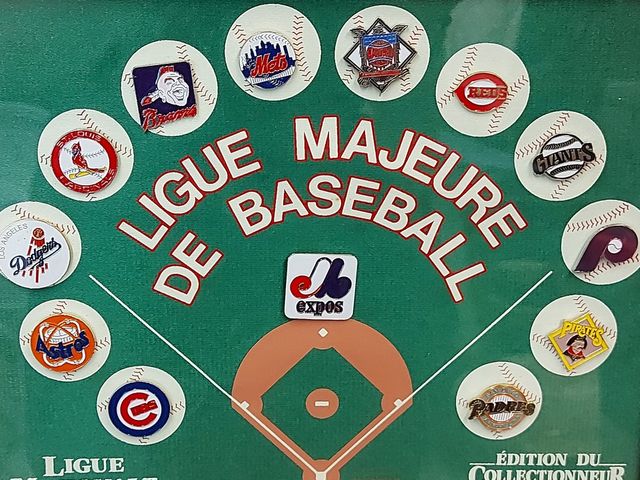 LIGUE MAJEURE
DE BASEBALL
Mets
REDS
Braves
GIANTS
ST. LOUIS
CARDINALS
LOS ANGELES
Dodgers
P
expos
Astros
PIRATES
CUBS
PADRES
LIGUE
ÉDITION DU
COLLECTIONNEUR